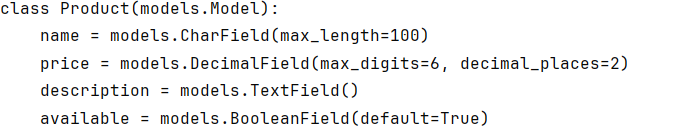 class Product(models.Model):
    name = models.CharField(max_length=100)
    price = models.DecimalField(max_digits=6, decimal_places=2)
    description = models.TextField()
    available = models.BooleanField(default=True)